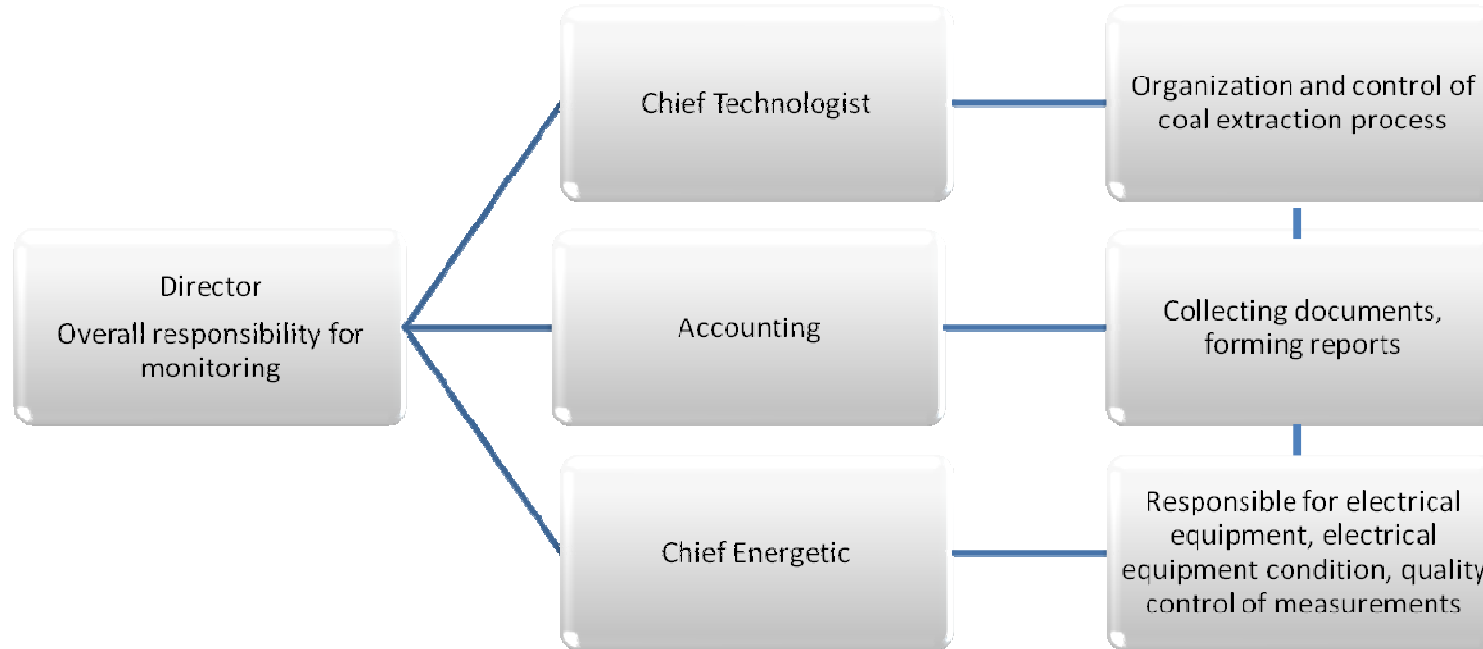 Director
Overall responsibility for
monitoring
Chief Technologist
Accounting
Chief Energetic
Organization and control of
coal extraction process
Collecting documents,
forming reports
Responsible for electrical
equipment, electrical
equipment condition, quality
control of measurements